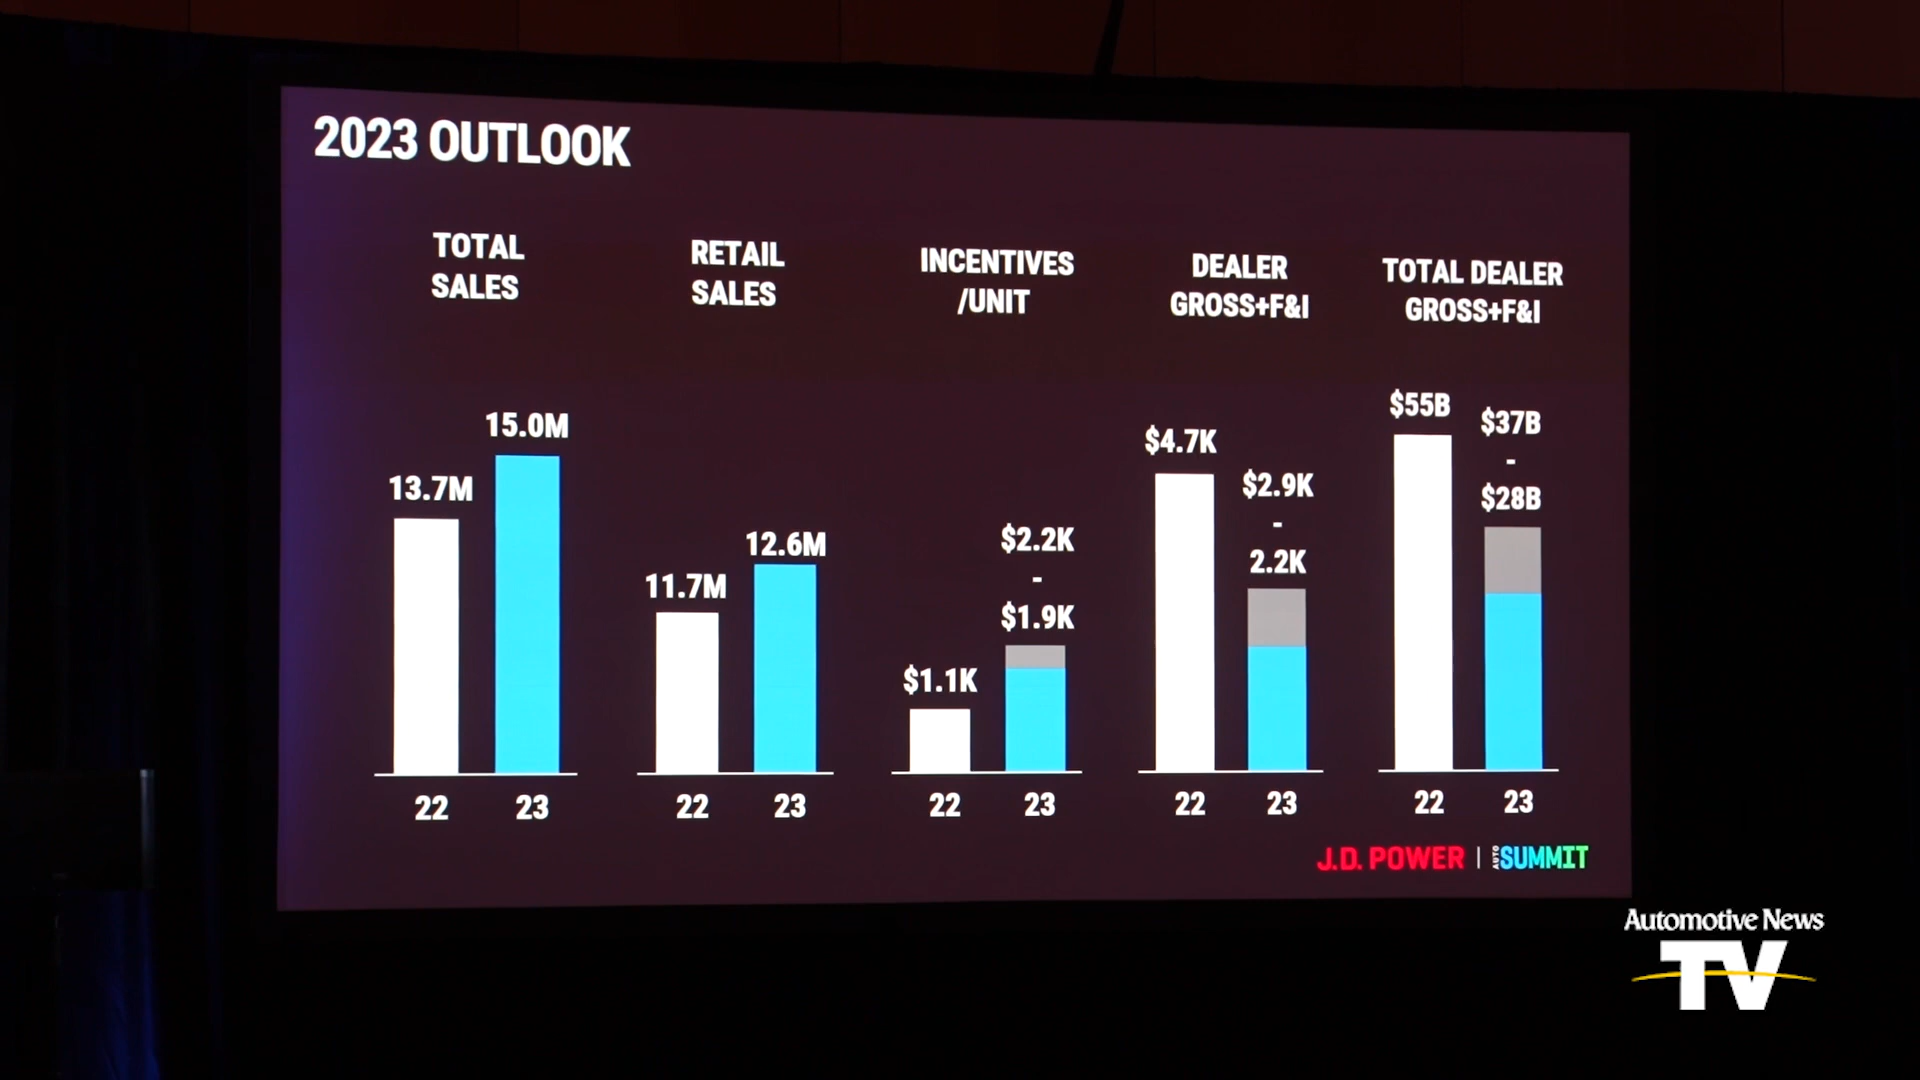 2023 OUTLOOK
TOTAL
SALES
13.7M
15.0M
22
23
RETAIL
SALES
11.7M
12.6M
22
23
INCENTIVES
/UNIT
$1.1K
$2.2K
-
$1.9K
22
23
DEALER
GROSS+F&I
$4.7K
$2.9K
-
2.2K
22
23
TOTAL DEALER
GROSS+F&I
$55B
$37B
-
$28B
22
23
J.D. POWER | AUTO SUMMIT
Automotive News
TV